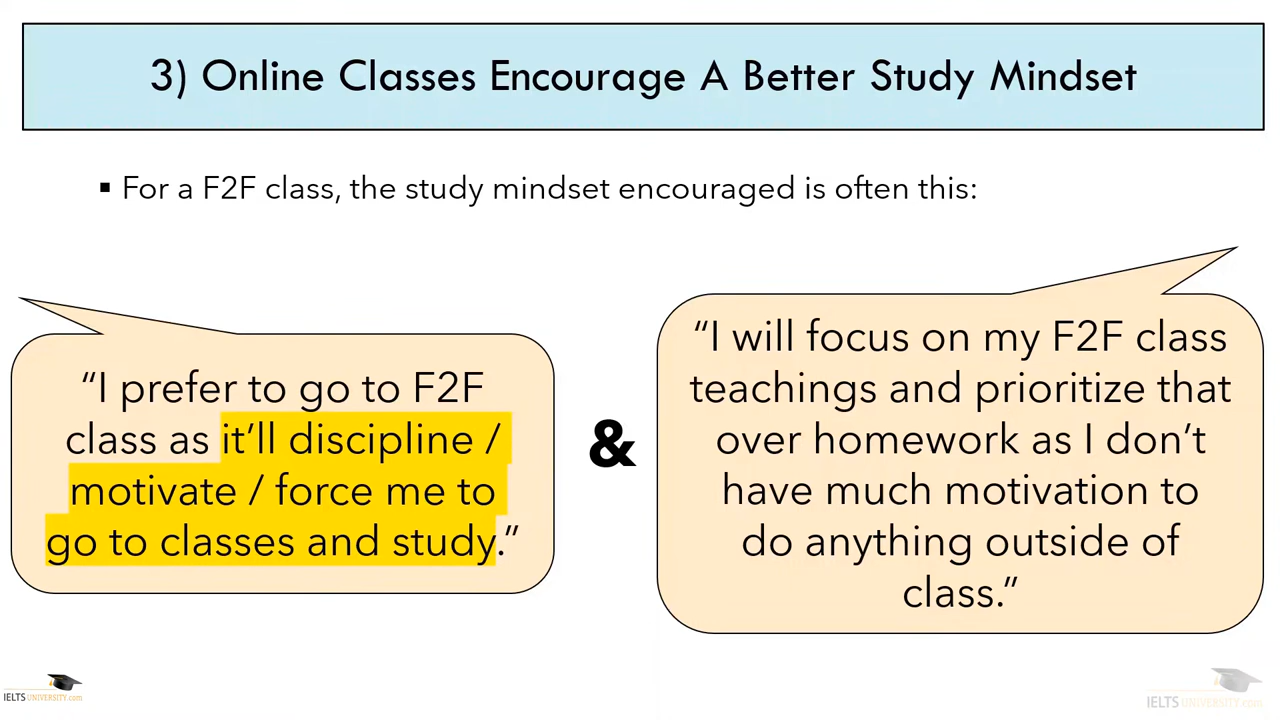 3) Online Classes Encourage A Better Study Mindset
▪ For a F2F class, the study mindset encouraged is often this:
“I prefer to go to F2F
class as it’ll discipline /
motivate / force me to
go to classes and study.”
&
“I will focus on my F2F class
teachings and prioritize that
over homework as I don’t
have much motivation to
do anything outside of
class.”
IELTS UNIVERSITY.com
IELTS UNIVERSITY.com